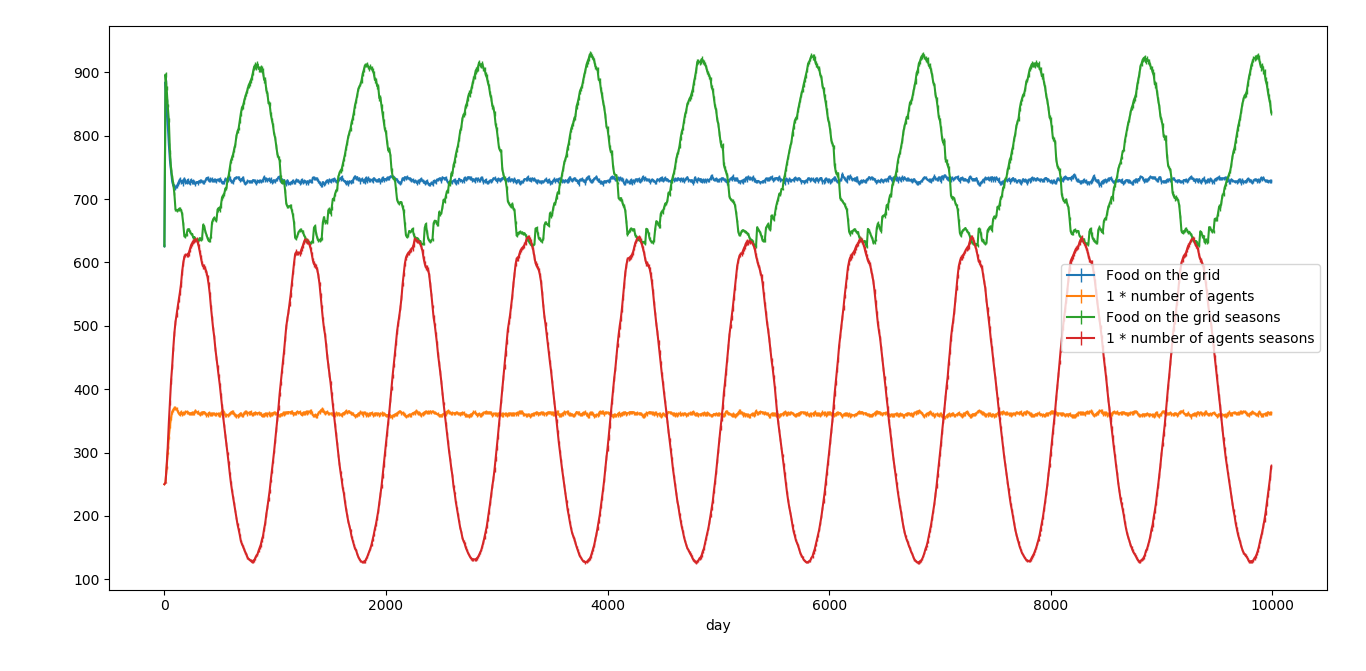 900
800
700
600
500
400
300
200
100
Food on the grid
1 * number of agents
Food on the grid seasons
1 * number of agents seasons
0 2000 4000 6000 8000 10000
day